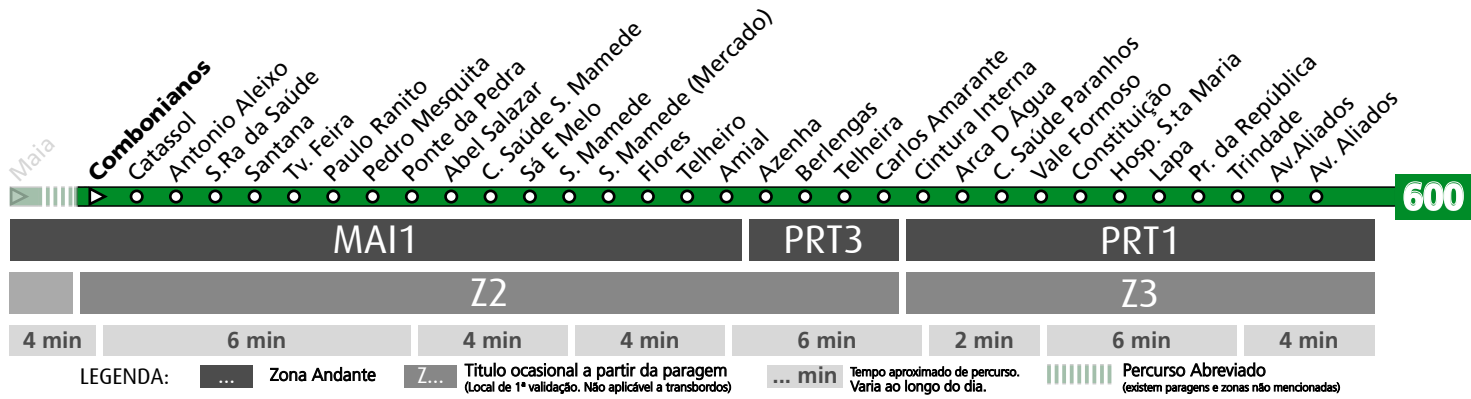 Maia
Combonianos
Catassol
Antonio Aleixo
S.Ra da Saúde
Santana
Tv. Feira
Paulo Ranito
Pedro Mesquita
Ponte da Pedra
Abel Salazar
C. Saúde S. Mamede
Sá E Melo
S. Mamede
S. Mamede (Mercado)
Flores
Telheiro
Amial
Azenha
Berlengas
Telheira
Carlos Amarante
Cintura Interna
Arca D Água
C. Saúde Paranhos
Vale Formoso
Constituição
Hosp. S.ta Maria
Lapa
Pr. da República
Trindade
Av.Aliados
Av. Aliados
600
MAI1 PRT3 PRT1
Z2 Z3
4 min 6 min 4 min 4 min 6 min 2 min 6 min 4 min
LEGENDA:
... Zona Andante
Z... Titulo ocasional a partir da paragem
(Local de 1ª validação. Não aplicável a transbordos)
... min Tempo aproximado de percurso.
Varia ao longo do dia.
Percurso Abreviado
(existem paragens e zonas não mencionadas)